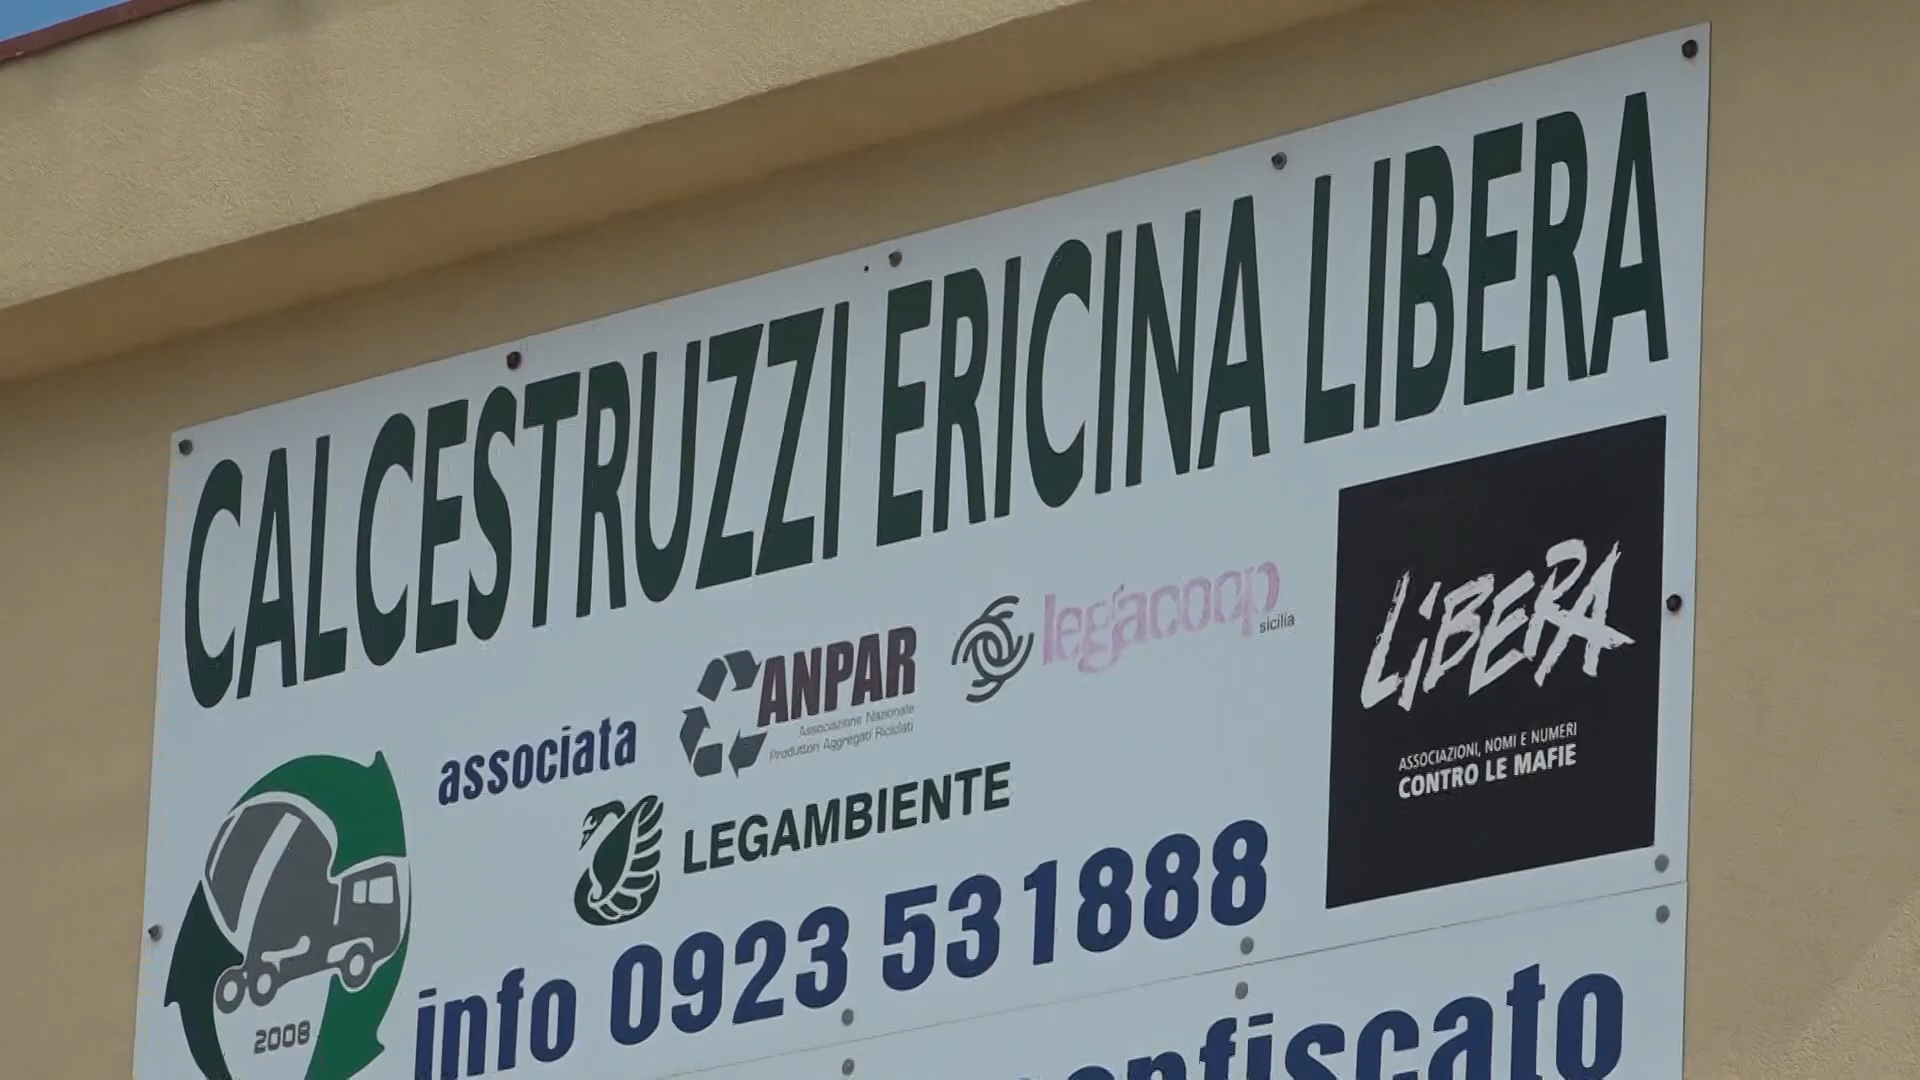 CALCESTRUZZI ERICINA LIBERA
associata
ANPAR
Associazione Nazionale
Produttori Aggregati Riciclati
legacoop
sicilia
LEGAMBIENTE
LIBERA
ASSOCIAZIONI, NOMI E NUMERI
CONTRO LE MAFIE
2008
info 0923 531888